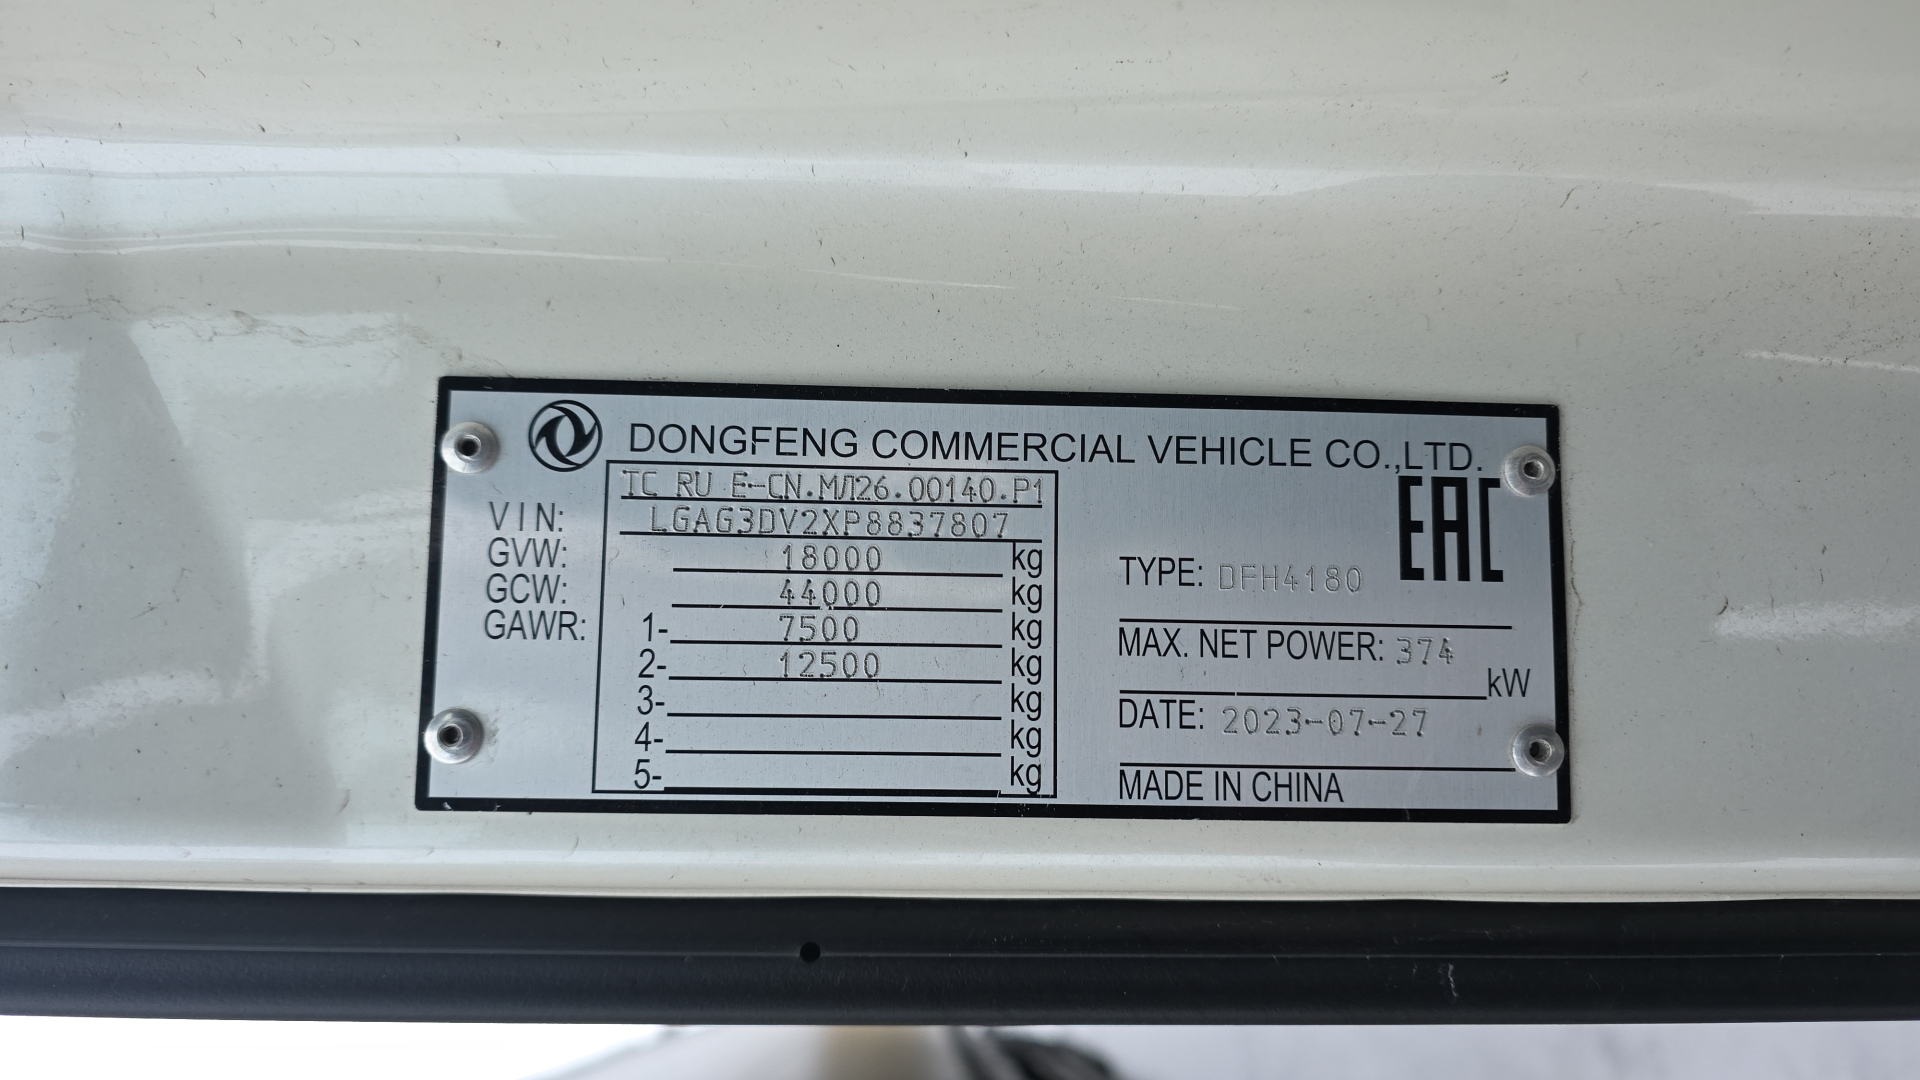 DONGFENG COMMERCIAL VEHICLE CO.,LTD.
TC RU E-CN.МЛ26.00140.P1
VIN: LGAG3DV2XP8837807
GVW: 18000 kg
GCW: 44000 kg
GAWR: 1- 7500 kg
2- 12500 kg
3- kg
4- kg
5- kg
EAC
TYPE: DFH4180
MAX. NET POWER: 374 kW
DATE: 2023-07-27
MADE IN CHINA